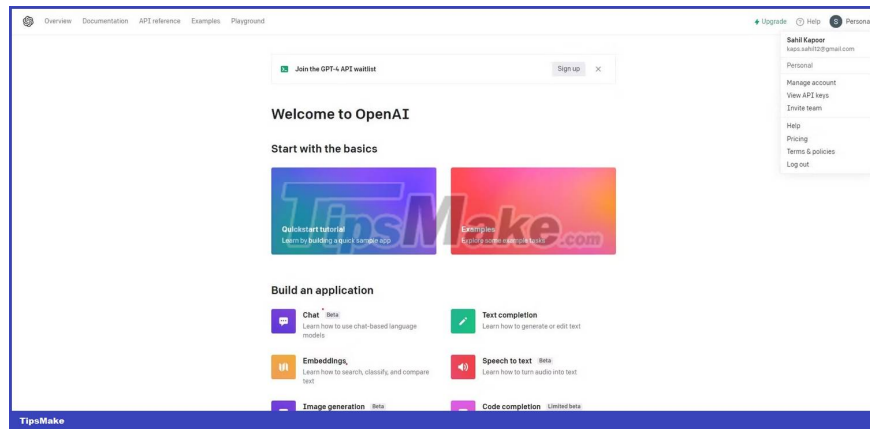 Overview Documentation API reference Examples Playground
Upgrade Help S Persona
Sahil Kapoor
kaps.sahil12@gmail.com
Personal
Manage account
View API keys
Invite team
Help
Pricing
Terms & policies
Log out
Join the GPT-4 API waitlist Sign up
Welcome to OpenAI
Start with the basics
Quickstart tutorial
Learn by building a quick sample app
Examples
Explore some example tasks
TipsMake.com
Build an application
Chat Beta
Learn how to use chat-based language
models
Text completion
Learn how to generate or edit text
Embeddings
Learn how to search, classify, and compare
text
Speech to text Beta
Learn how to turn audio into text
Image generation Beta
Code completion Limited beta
TipsMake